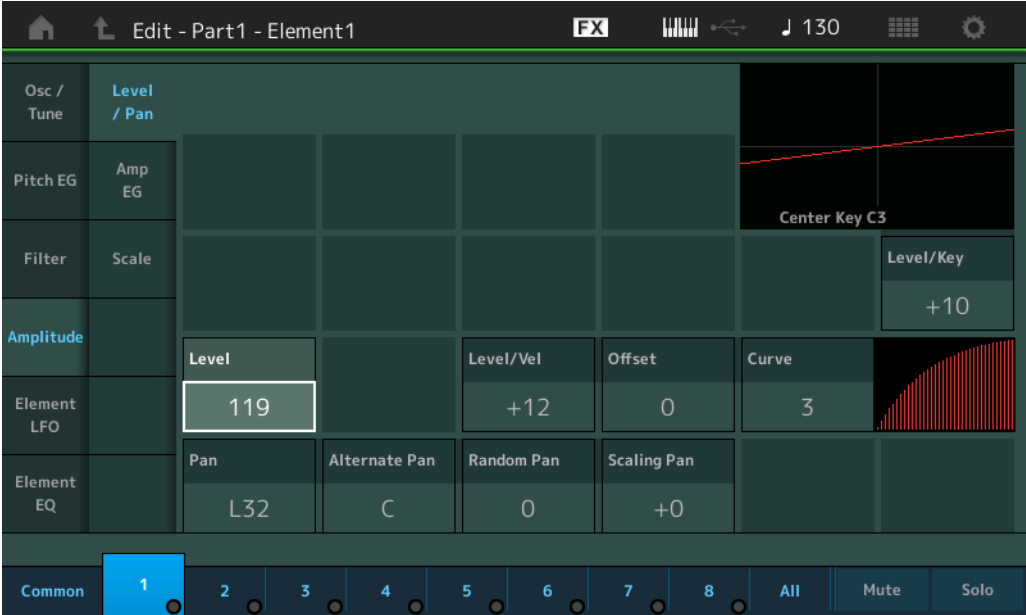 Edit - Part1 - Element1
FX
♩ 130
Osc /
Tune
Level
/ Pan
Pitch EG
Amp
EG
Center Key C3
Filter
Scale
Level/Key
+10
Amplitude
Level
Level/Vel
Offset
Curve
119
+12
0
3
Element
LFO
Pan
Alternate Pan
Random Pan
Scaling Pan
L32
C
0
+0
Element
EQ
Common
1
2
3
4
5
6
7
8
All
Mute
Solo